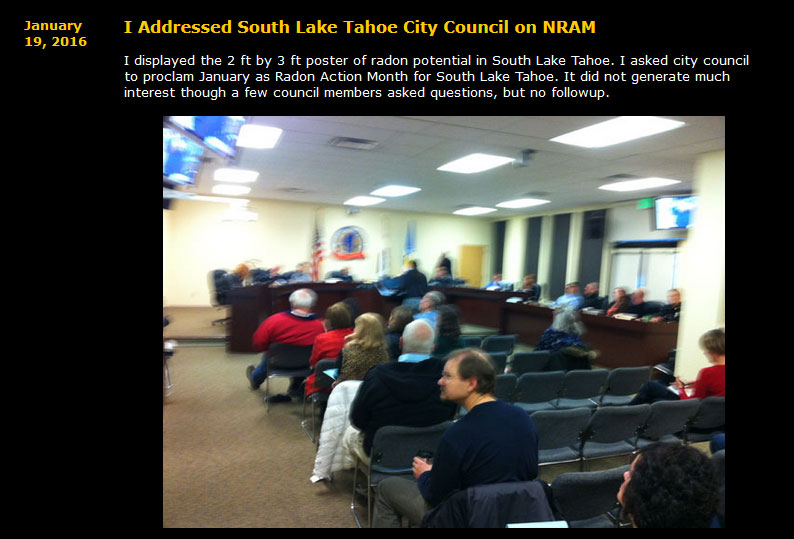 January
19, 2016
I Addressed South Lake Tahoe City Council on NRAM
I displayed the 2 ft by 3 ft poster of radon potential in South Lake Tahoe. I asked city council
to proclam January as Radon Action Month for South Lake Tahoe. It did not generate much
interest though a few council members asked questions, but no followup.